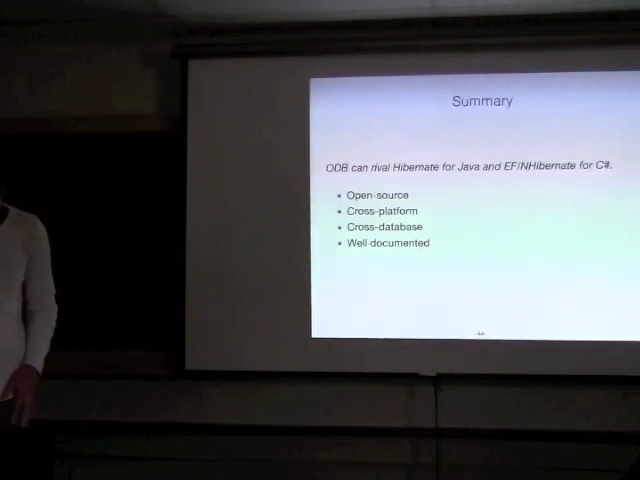 Summary
ODB can rival Hibernate for Java and EF/NHibernate for C#.
• Open-source
• Cross-platform
• Cross-database
• Well documented
-44-